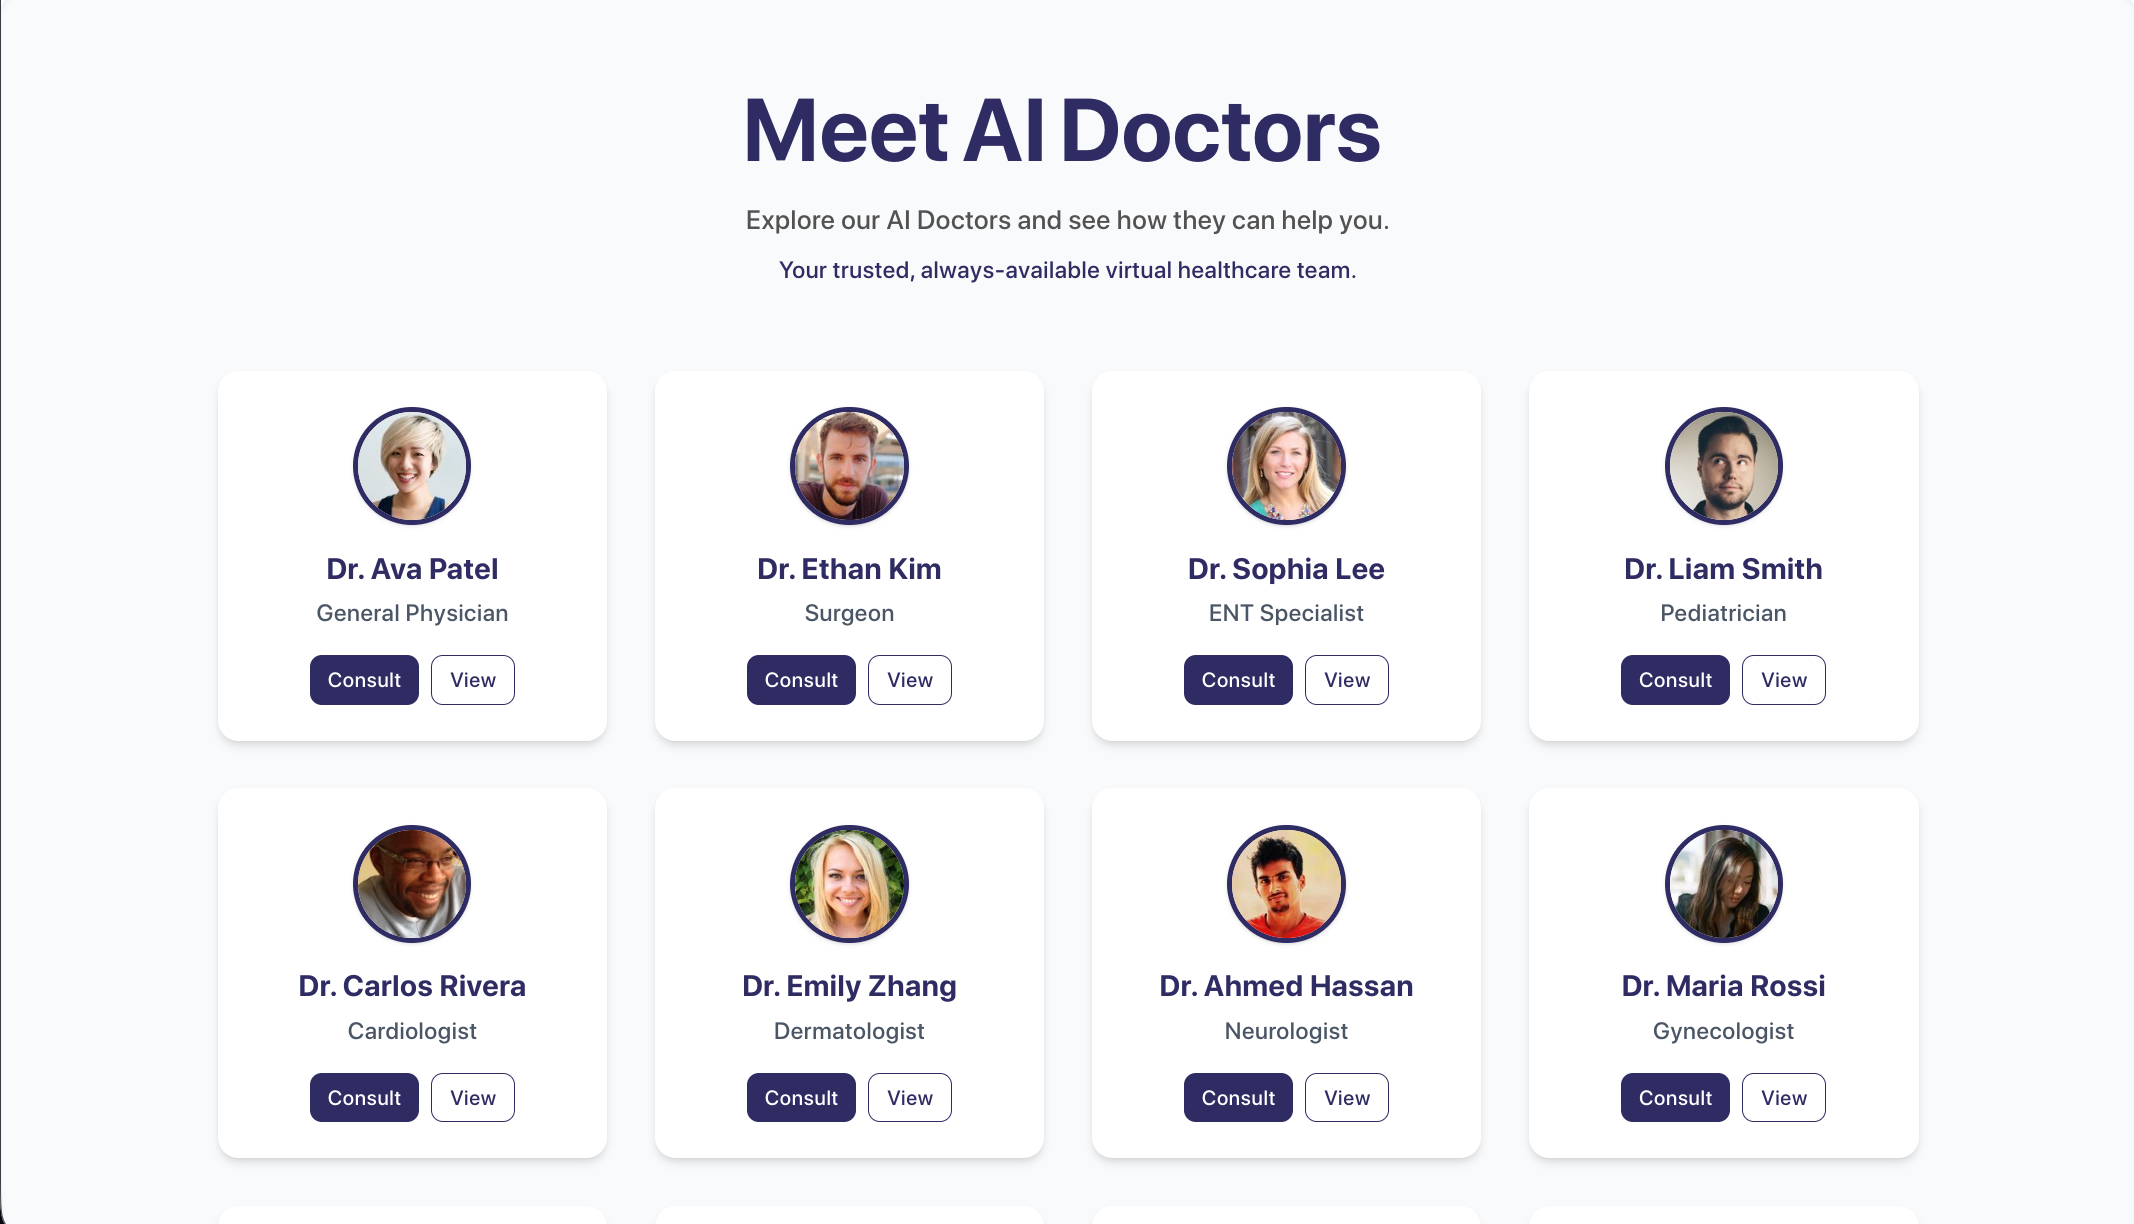 Meet AI Doctors
Explore our AI Doctors and see how they can help you.
Your trusted, always-available virtual healthcare team.
Dr. Ava Patel
General Physician
Consult
View
Dr. Ethan Kim
Surgeon
Consult
View
Dr. Sophia Lee
ENT Specialist
Consult
View
Dr. Liam Smith
Pediatrician
Consult
View
Dr. Carlos Rivera
Cardiologist
Consult
View
Dr. Emily Zhang
Dermatologist
Consult
View
Dr. Ahmed Hassan
Neurologist
Consult
View
Dr. Maria Rossi
Gynecologist
Consult
View